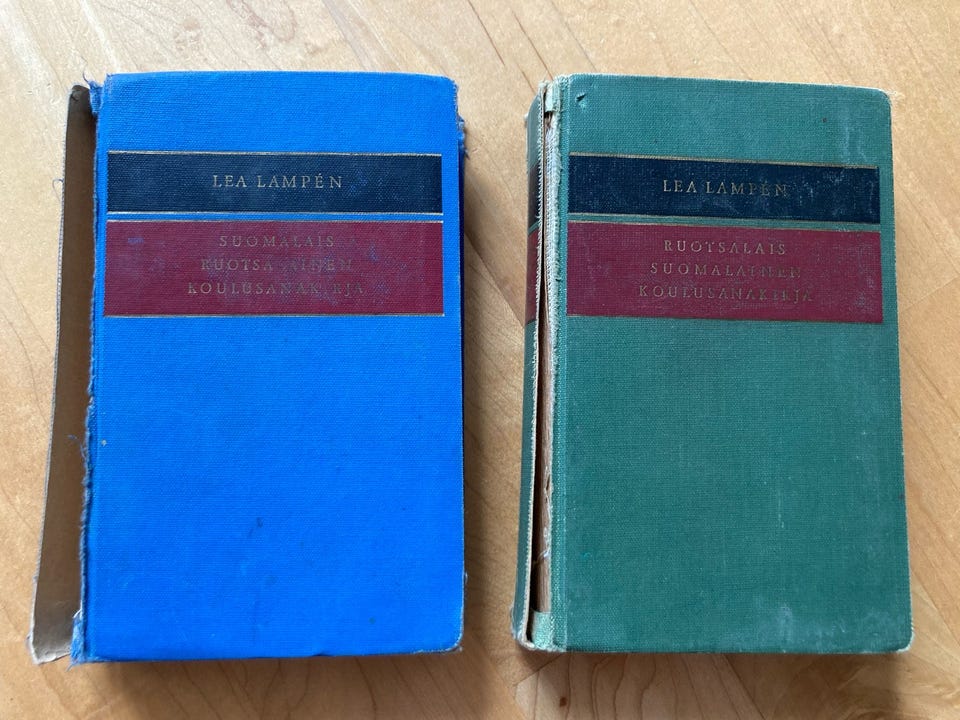 LEA LAMPÉN
SUOMALAIS
RUOTSALAINEN
KOULUSANAKIRJA
LEA LAMPÉN
RUOTSALAIS
SUOMALAINEN
KOULUSANAKIRJA